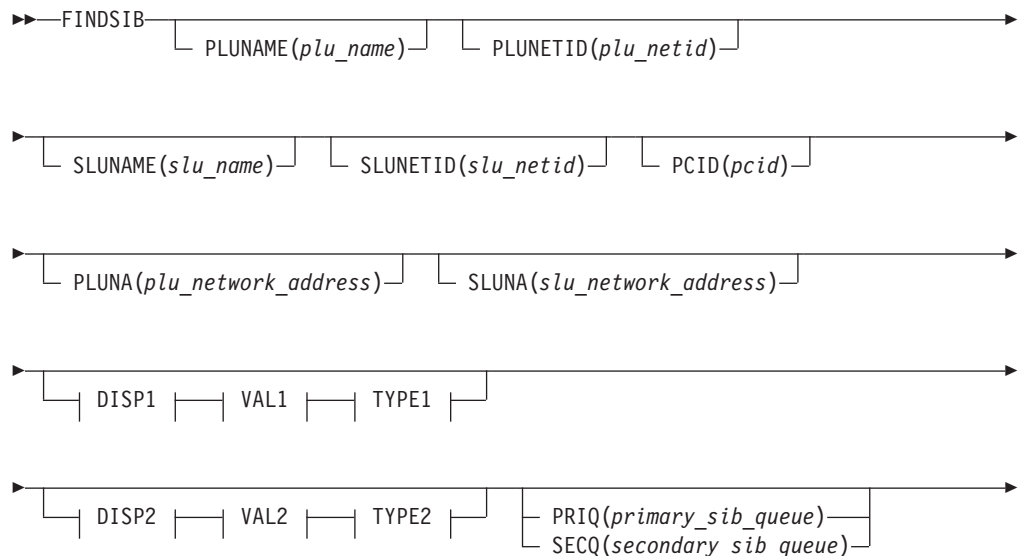 FINDSIB
PLUNAME(plu_name) PLUNETID(plu_netid)
SLUNAME(slu_name) SLUNETID(slu_netid) PCID(pcid)
PLUNA(plu_network_address) SLUNA(slu_network_address)
DISP1 VAL1 TYPE1
DISP2 VAL2 TYPE2 PRIQ(primary_sib_queue)
SECQ(secondary_sib_queue)